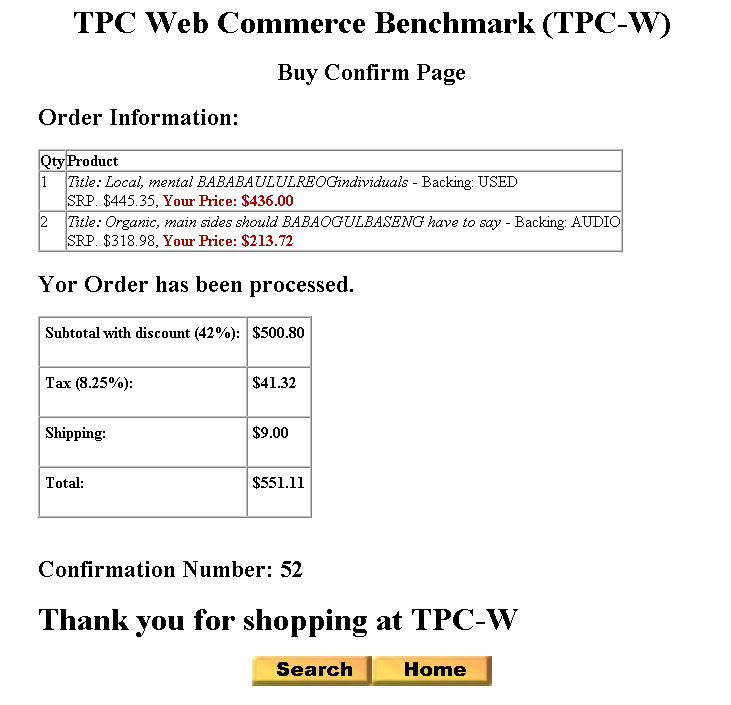 TPC Web Commerce Benchmark (TPC-W)
Buy Confirm Page
Order Information:
Qty Product
1 Title: Local, mental BABABAULULREOGindividuals - Backing: USED
SRP. $445.35, Your Price: $436.00
2 Title: Organic, main sides should BABAOGULBASENG have to say - Backing: AUDIO
SRP. $318.98, Your Price: $213.72
Yor Order has been processed.
Subtotal with discount (42%): $500.80
Tax (8.25%): $41.32
Shipping: $9.00
Total: $551.11
Confirmation Number: 52
Thank you for shopping at TPC-W
Search Home